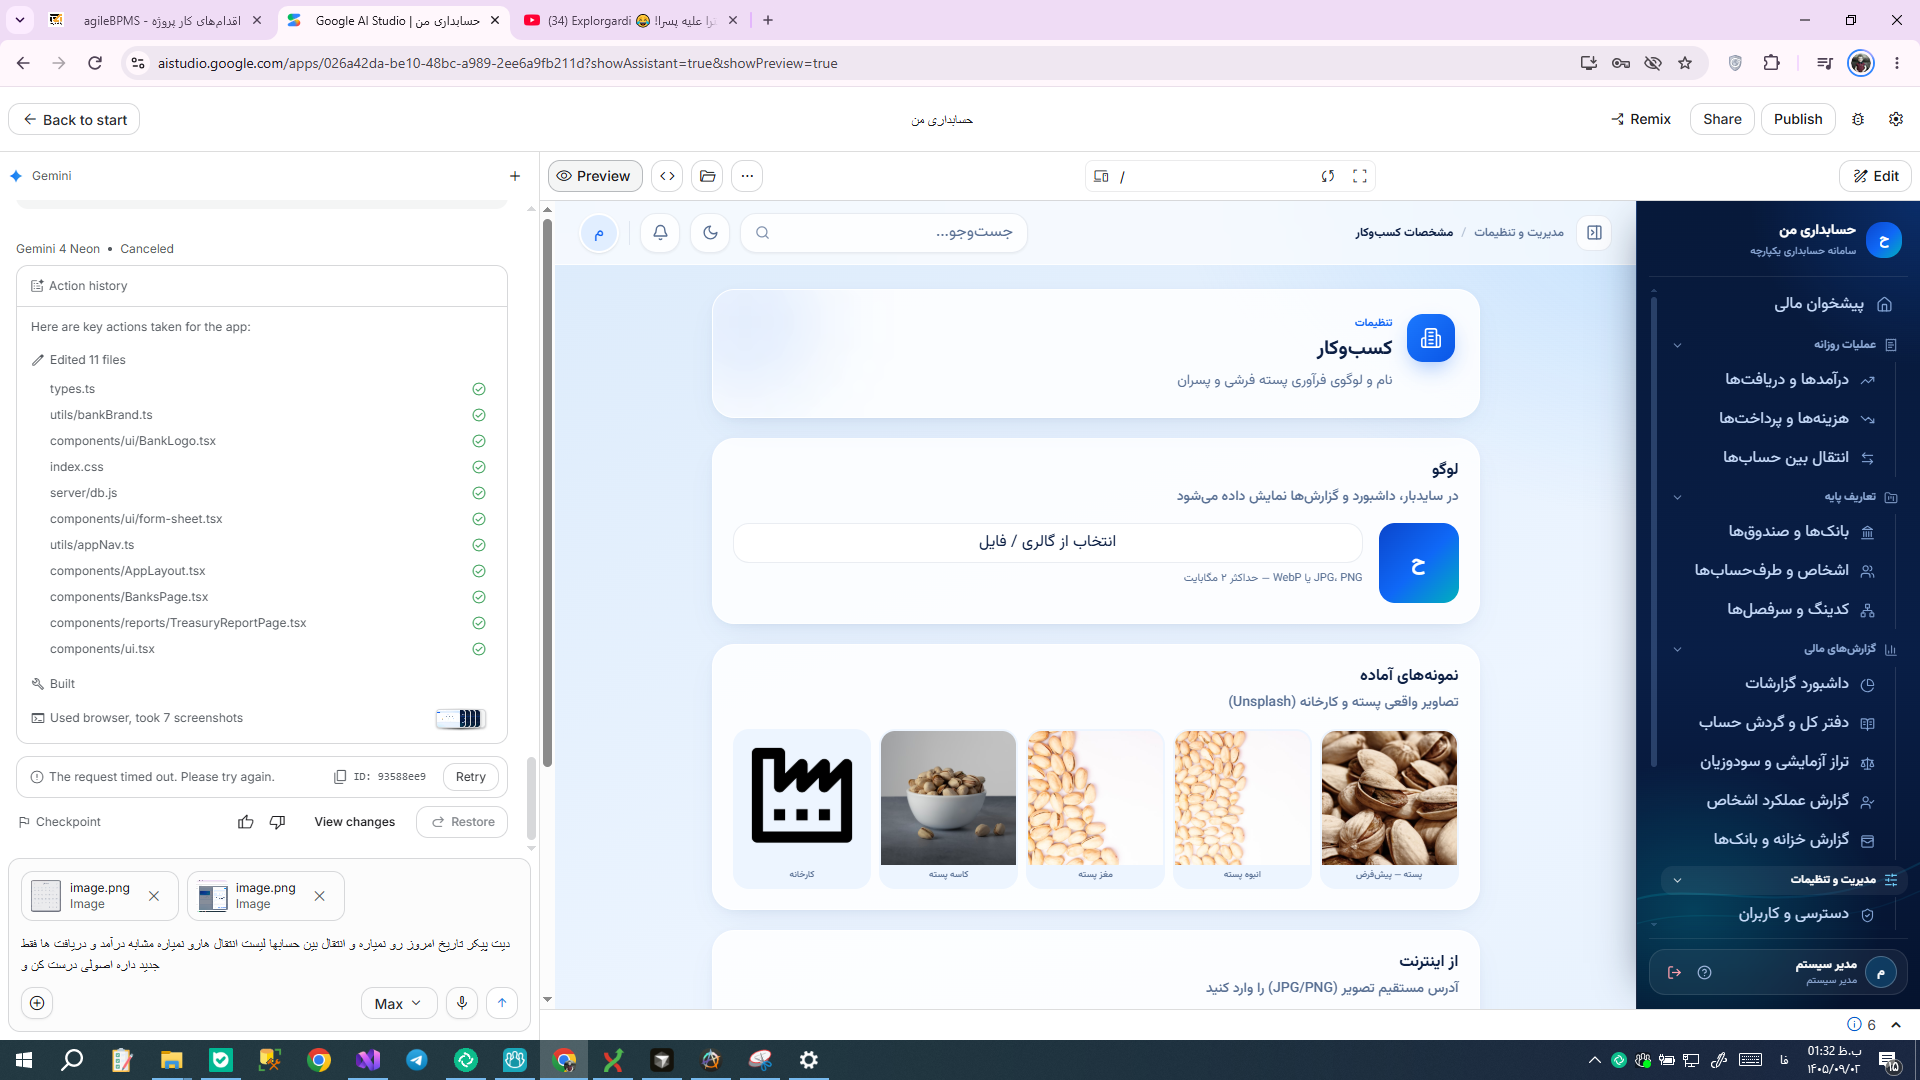 agileBPMS - اقدام‌های کار پروژه
حسابداری من | Google AI Studio
(34) Explorgardi 😂 !را علیه پسرا
aistudio.google.com/apps/026a42da-be10-48bc-a989-2ee6a9fb211d?showAssistant=true&showPreview=true
Back to start
حسابداری من
Remix
Share
Publish
Gemini
Preview
/
Edit
Gemini 4 Neon • Canceled
Action history
Here are key actions taken for the app:
Edited 11 files
types.ts
utils/bankBrand.ts
components/ui/BankLogo.tsx
index.css
server/db.js
components/ui/form-sheet.tsx
utils/appNav.ts
components/AppLayout.tsx
components/BanksPage.tsx
components/reports/TreasuryReportPage.tsx
components/ui.tsx
Built
Used browser, took 7 screenshots
The request timed out. Please try again.
ID: 93588ee9
Retry
Checkpoint
View changes
Restore
image.png
Image
image.png
Image
دیت پیکر تاریخ امروز رو نمیاره و انتقال بین حسابها لیست انتقال هارو نمیاره مشابه درآمد و دریافت ها فقط
جدید داره اصولی درست کن و
Max
م
جست‌وجو...
مدیریت و تنظیمات / مشخصات کسب‌وکار
تنظیمات
کسب‌وکار
نام و لوگوی فرآوری پسته فرشی و پسران
لوگو
در سایدبار، داشبورد و گزارش‌ها نمایش داده می‌شود
ح
انتخاب از گالری / فایل
JPG، PNG یا WebP — حداکثر ۲ مگابایت
نمونه‌های آماده
تصاویر واقعی پسته و کارخانه (Unsplash)
پسته — پیش‌فرض
انبوه پسته
مغز پسته
کاسه پسته
کارخانه
از اینترنت
آدرس مستقیم تصویر (JPG/PNG) را وارد کنید
ح
حسابداری من
سامانه حسابداری یکپارچه
پیشخوان مالی
عملیات روزانه
درآمدها و دریافت‌ها
هزینه‌ها و پرداخت‌ها
انتقال بین حساب‌ها
تعاریف پایه
بانک‌ها و صندوق‌ها
اشخاص و طرف‌حساب‌ها
کدینگ و سرفصل‌ها
گزارش‌های مالی
داشبورد گزارشات
دفتر کل و گردش حساب
تراز آزمایشی و سودوزیان
گزارش عملکرد اشخاص
گزارش خزانه و بانک‌ها
مدیریت و تنظیمات
دسترسی و کاربران
م
مدیر سیستم
مدیر سیستم
6
فا
01:32 ب.ظ
۱۴۰۵/۰۹/۰۲
۱۵